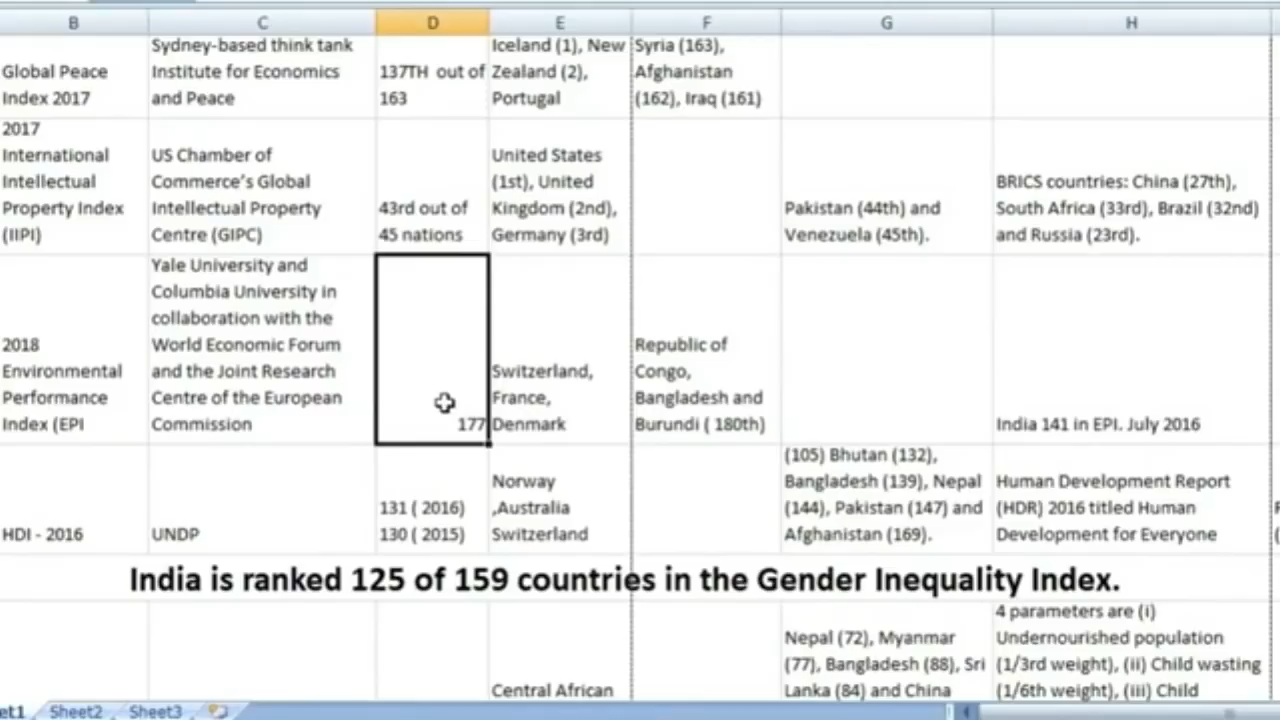 B C D E F G H
Global Peace
Index 2017
Sydney-based think tank
Institute for Economics
and Peace
137TH out of
163
Iceland (1), New
Zealand (2),
Portugal
Syria (163),
Afghanistan
(162), Iraq (161)
2017
International
Intellectual
Property Index
(IIPI)
US Chamber of
Commerce's Global
Intellectual Property
Centre (GIPC)
43rd out of
45 nations
United States
(1st), United
Kingdom (2nd),
Germany (3rd)
Pakistan (44th) and
Venezuela (45th).
BRICS countries: China (27th),
South Africa (33rd), Brazil (32nd)
and Russia (23rd).
2018
Environmental
Performance
Index (EPI
Yale University and
Columbia University in
collaboration with the
World Economic Forum
and the Joint Research
Centre of the European
Commission
177
Switzerland,
France,
Denmark
Republic of
Congo,
Bangladesh and
Burundi ( 180th)
India 141 in EPI. July 2016
HDI - 2016
UNDP
131 ( 2016)
130 ( 2015)
Norway
,Australia
Switzerland
(105) Bhutan (132),
Bangladesh (139), Nepal
(144), Pakistan (147) and
Afghanistan (169).
Human Development Report
(HDR) 2016 titled Human
Development for Everyone
India is ranked 125 of 159 countries in the Gender Inequality Index.
Central African
Nepal (72), Myanmar
(77), Bangladesh (88), Sri
Lanka (84) and China
4 parameters are (i)
Undernourished population
(1/3rd weight), (ii) Child wasting
(1/6th weight), (iii) Child
et1 Sheet2 Sheet3